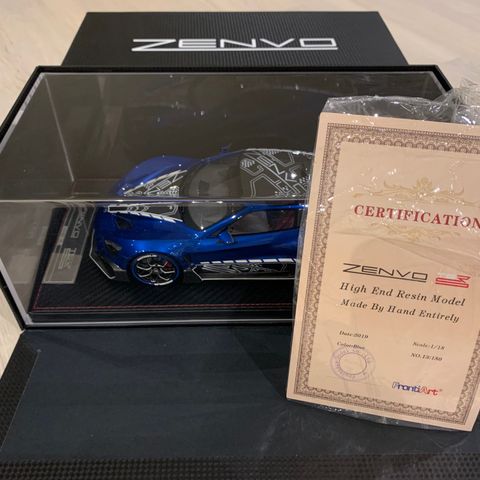 ZENVO
CERTIFICATION
ZENVO
High End Resin Model
Made By Hand Entirely
Date:2019
Scale:1/18
Color:Blue
NO:13/180
FrontiArt